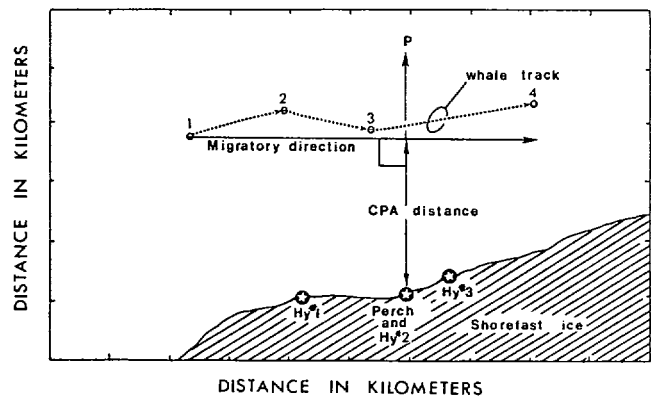 P
whale track
1
2
3
4
Migratory direction
CPA distance
Hy#1
Perch
and
Hy#2
Hy#3
Shorefast ice
DISTANCE IN KILOMETERS
DISTANCE IN KILOMETERS